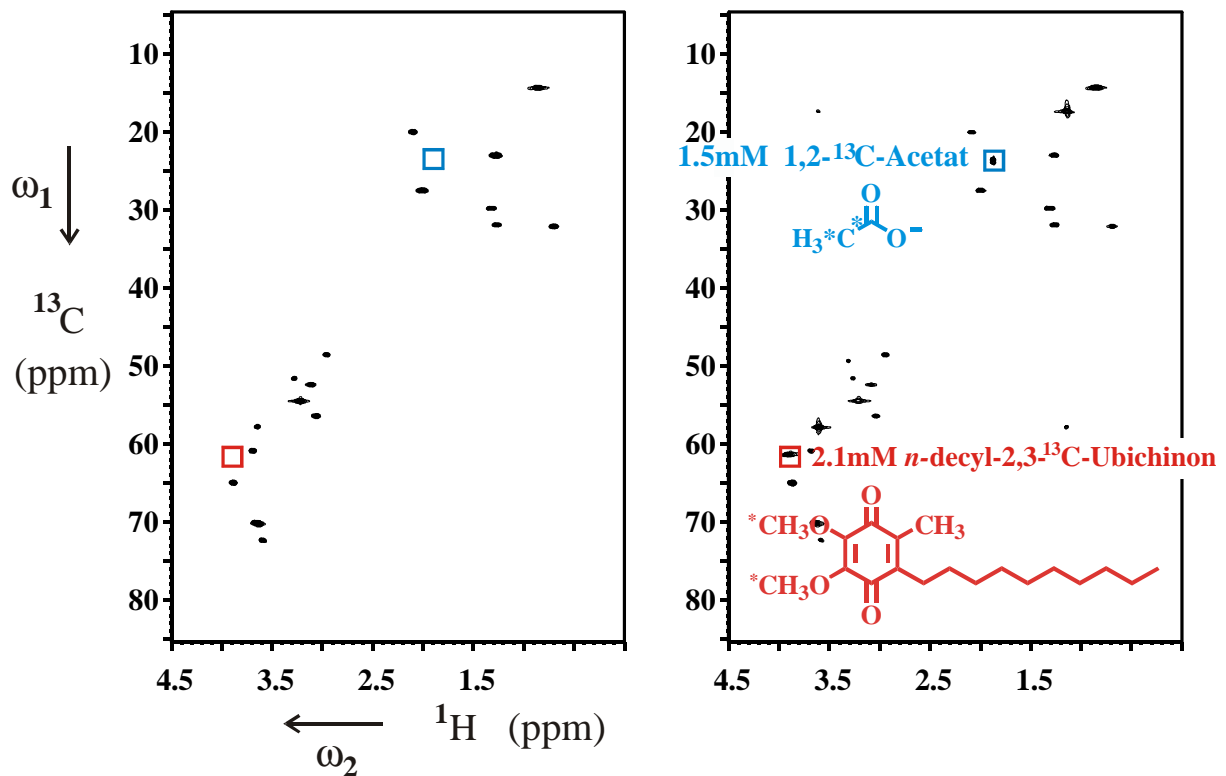 10
20
30
40
50
60
70
80
4.5 3.5 2.5 1.5
ω1
13C
(ppm)
1H (ppm)
ω2
10
20
30
40
50
60
70
80
4.5 3.5 2.5 1.5
1.5mM 1,2-13C-Acetat
O
H3*C * O−
2.1mM n-decyl-2,3-13C-Ubichinon
O
*CH3O CH3
*CH3O
O